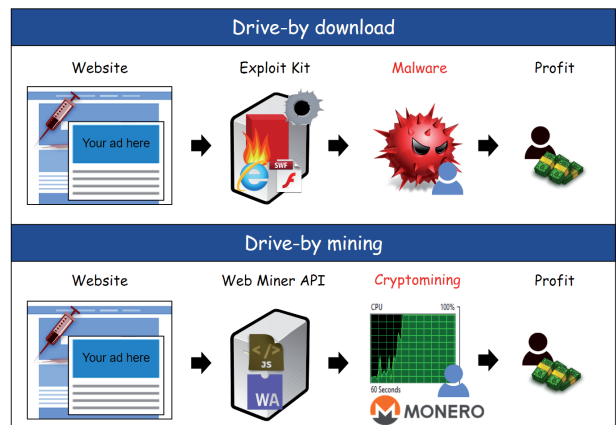 Drive-by download
Website Exploit Kit Malware Profit
Your ad here
SWF
Drive-by mining
Website Web Miner API Cryptomining Profit
CPU 100%
Your ad here
</>
JS
WA
60 Seconds
MONERO